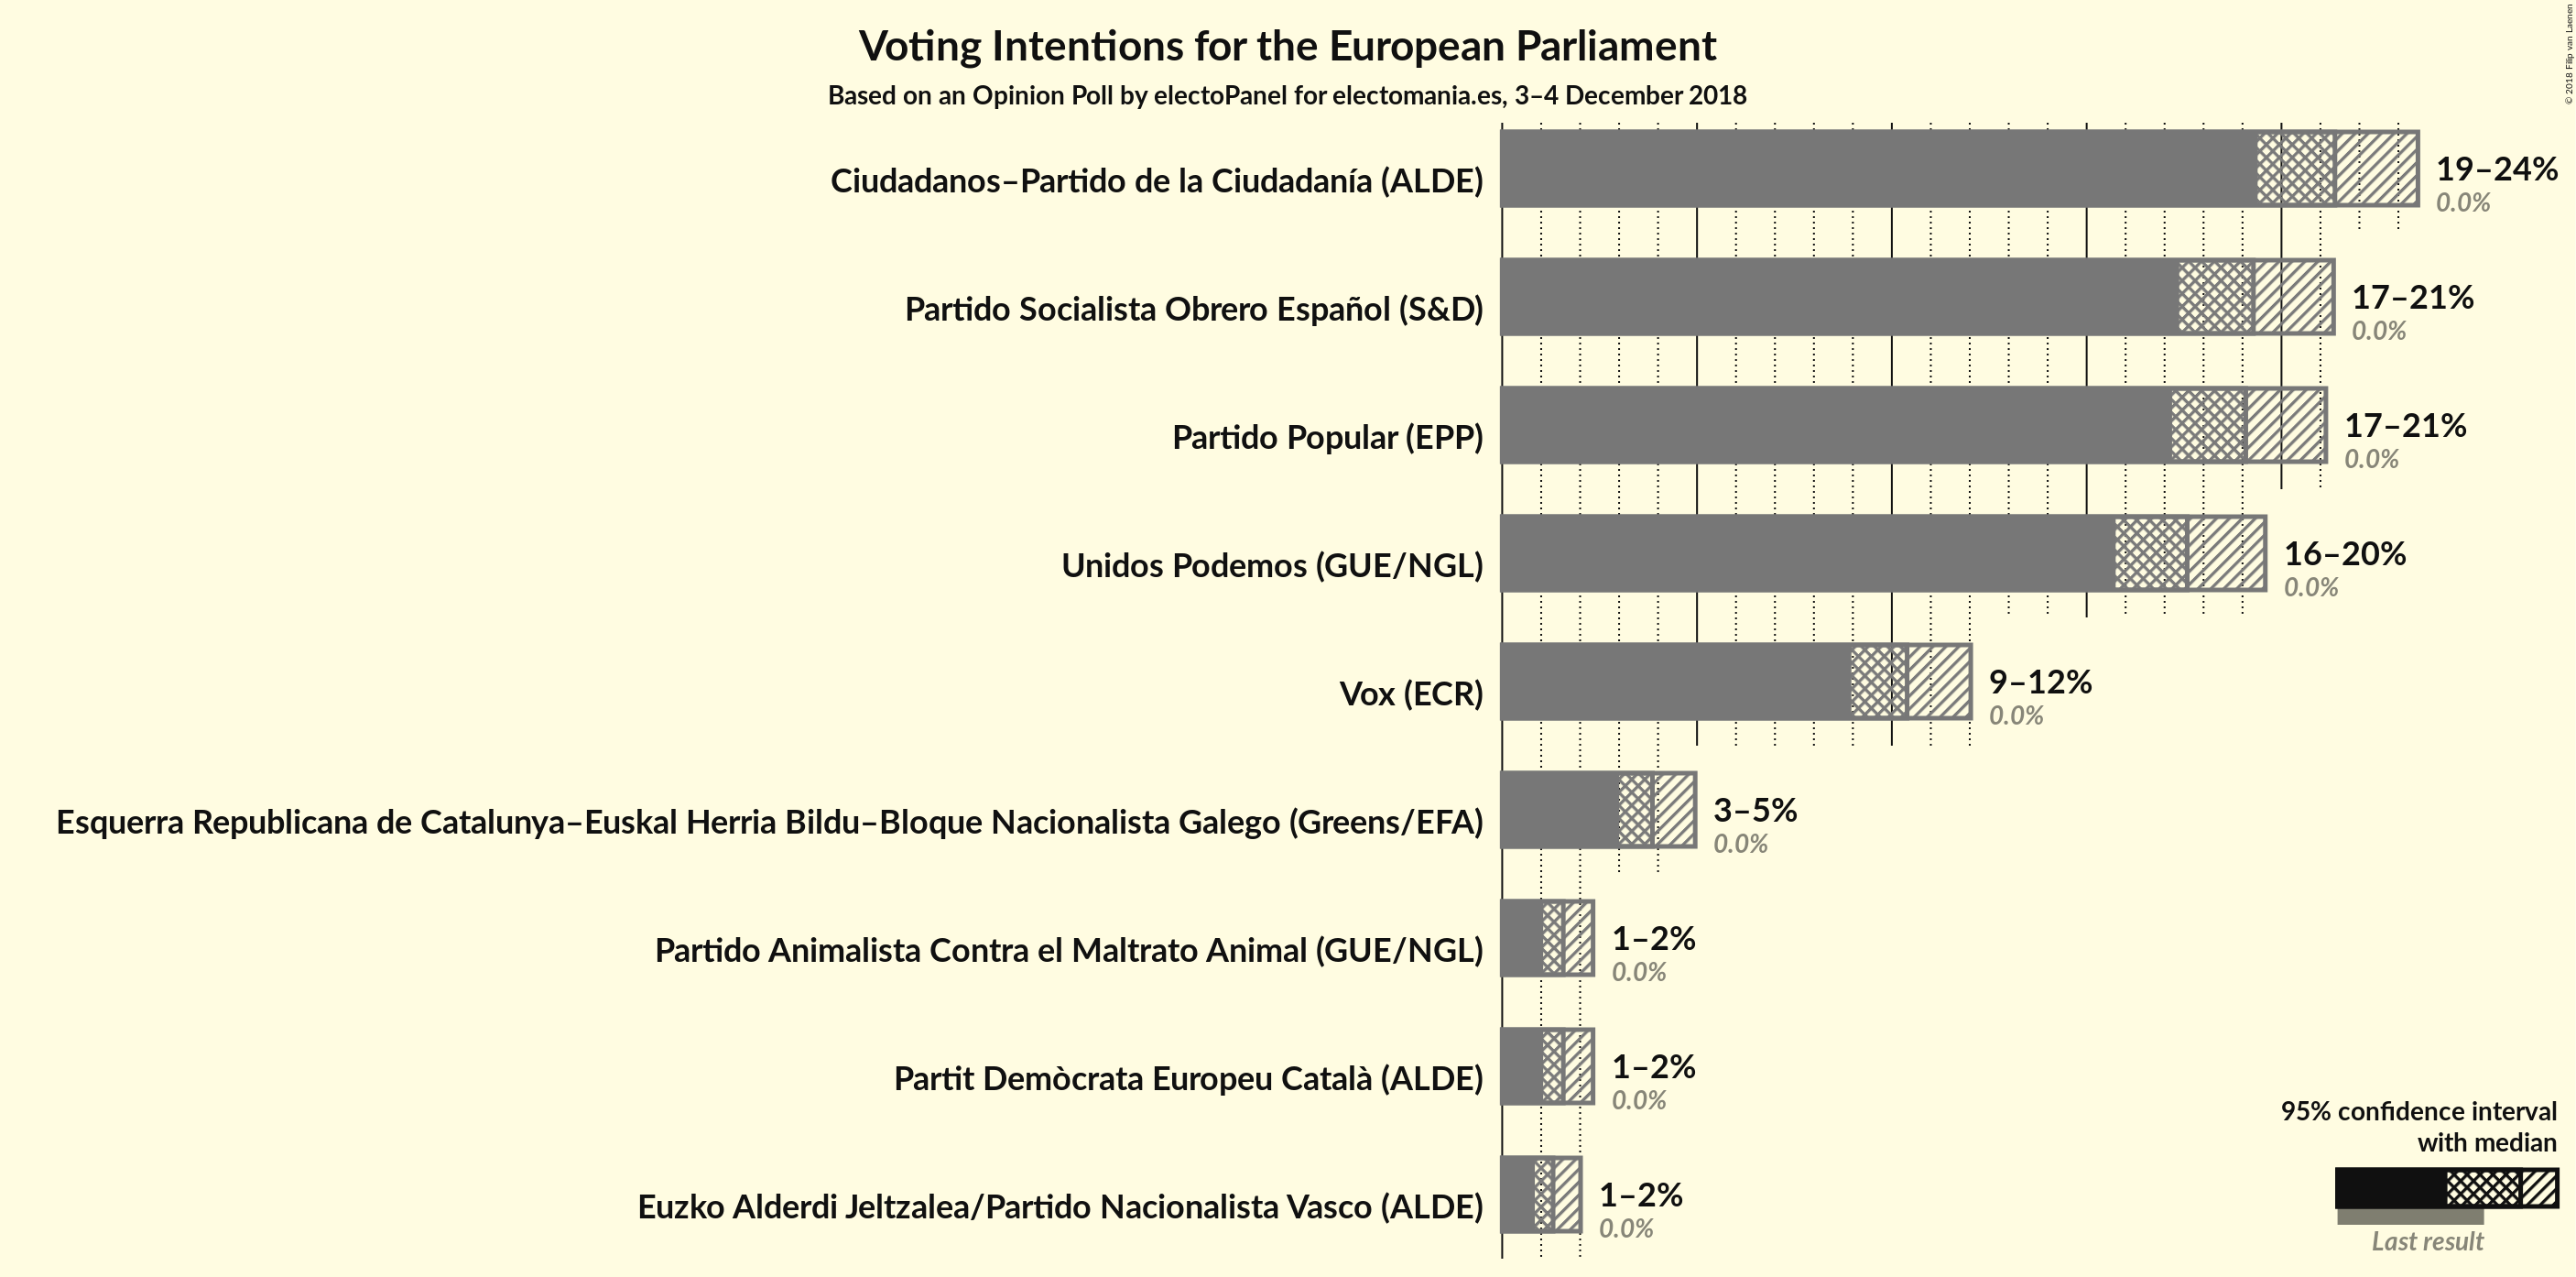 Voting Intentions for the European Parliament
Based on an Opinion Poll by electoPanel for electomania.es, 3–4 December 2018
© 2018 Filip van Laenen
Ciudadanos–Partido de la Ciudadanía (ALDE)
19–24%
0.0%
Partido Socialista Obrero Español (S&D)
17–21%
0.0%
Partido Popular (EPP)
17–21%
0.0%
Unidos Podemos (GUE/NGL)
16–20%
0.0%
Vox (ECR)
9–12%
0.0%
Esquerra Republicana de Catalunya–Euskal Herria Bildu–Bloque Nacionalista Galego (Greens/EFA)
3–5%
0.0%
Partido Animalista Contra el Maltrato Animal (GUE/NGL)
1–2%
0.0%
Partit Demòcrata Europeu Català (ALDE)
1–2%
0.0%
Euzko Alderdi Jeltzalea/Partido Nacionalista Vasco (ALDE)
1–2%
0.0%
95% confidence interval
with median
Last result